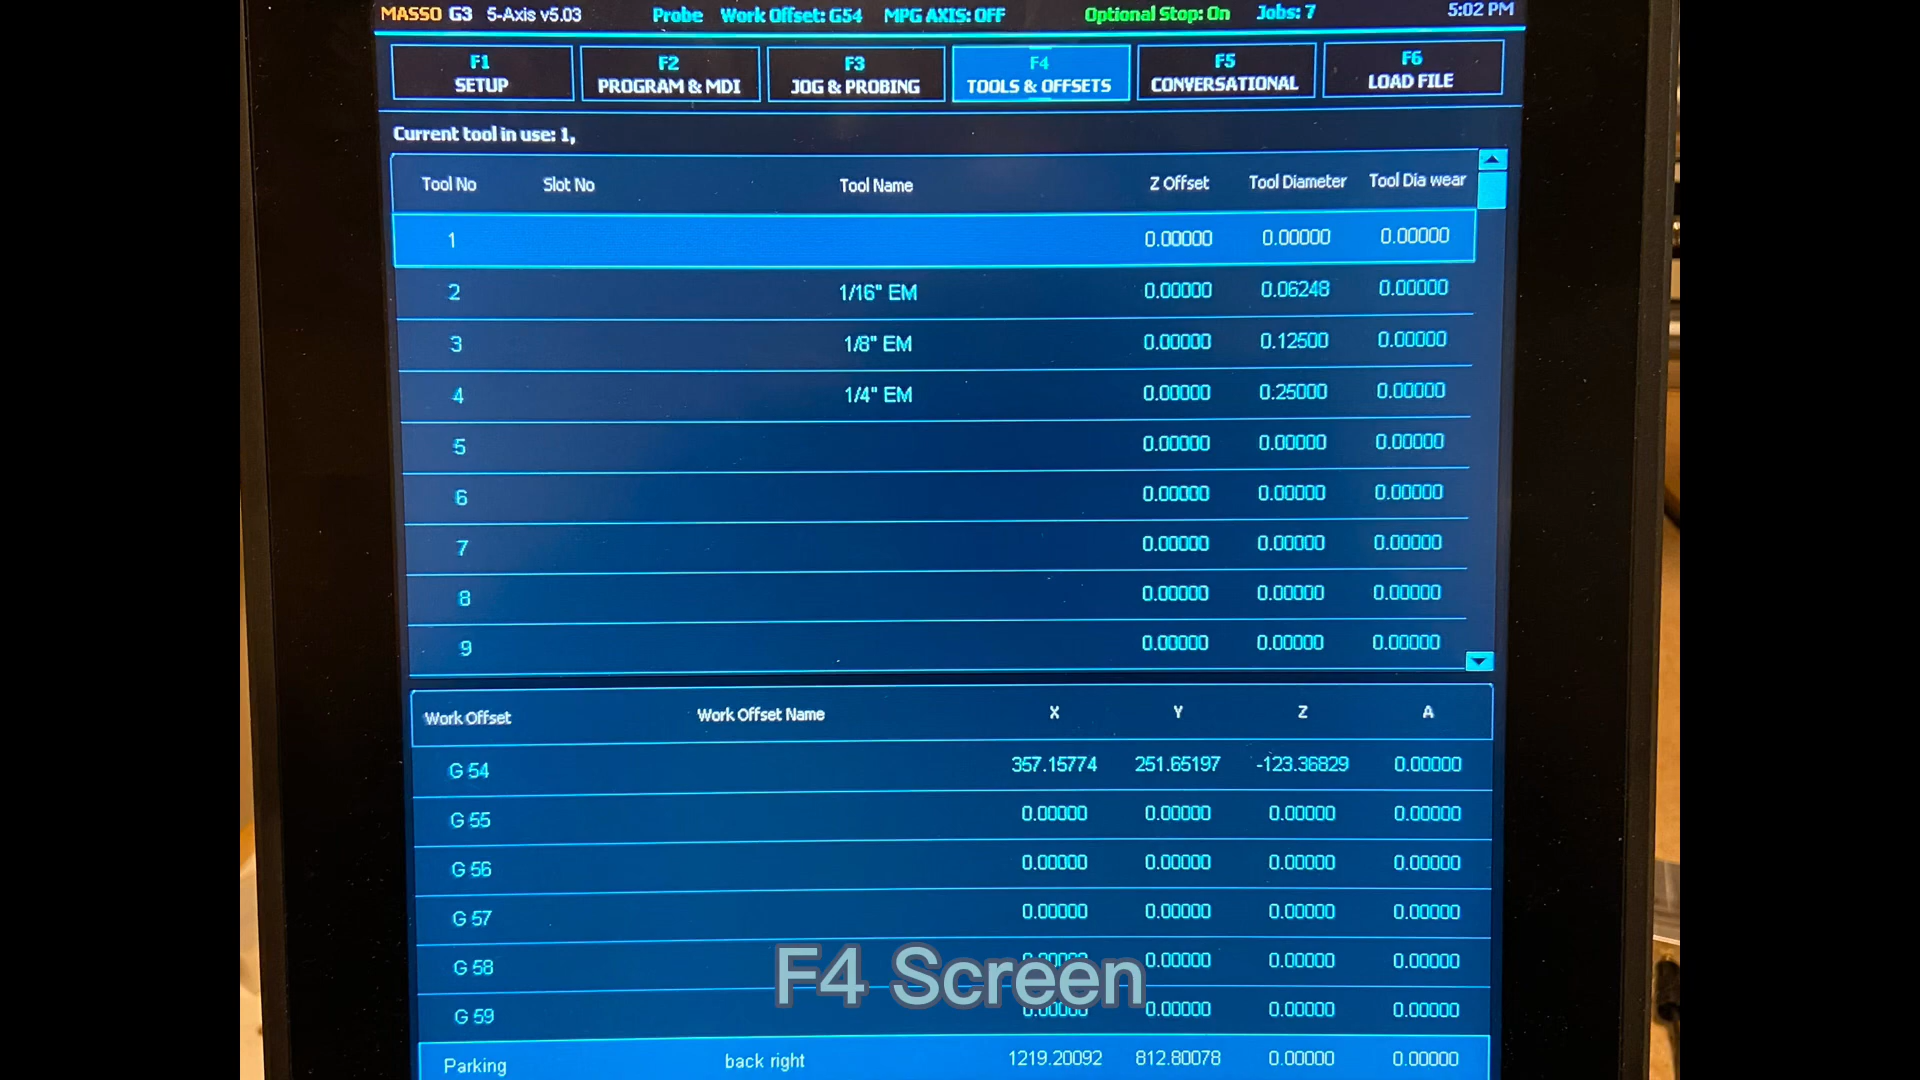 MASSO G3 5-Axis v5.03 Probe Work Offset: G54 MPG AXIS: OFF Optional Stop: On Jobs: 7 5:02 PM
F1 F2 F3 F4 F5 F6
SETUP PROGRAM & MDI JOG & PROBING TOOLS & OFFSETS CONVERSATIONAL LOAD FILE
Current tool in use: 1,
Tool No Slot No Tool Name Z Offset Tool Diameter Tool Dia wear
1 0.00000 0.00000 0.00000
2 1/16" EM 0.00000 0.06248 0.00000
3 1/8" EM 0.00000 0.12500 0.00000
4 1/4" EM 0.00000 0.25000 0.00000
5 0.00000 0.00000 0.00000
6 0.00000 0.00000 0.00000
7 0.00000 0.00000 0.00000
8 0.00000 0.00000 0.00000
9 0.00000 0.00000 0.00000
Work Offset Work Offset Name X Y Z A
G 54 357.15774 251.65197 -123.36829 0.00000
G 55 0.00000 0.00000 0.00000 0.00000
G 56 0.00000 0.00000 0.00000 0.00000
G 57 0.00000 0.00000 0.00000 0.00000
G 58 0.00000 0.00000 0.00000 0.00000
F4 Screen
G 59 0.00000 0.00000 0.00000 0.00000
Parking back right 1219.20092 812.80078 0.00000 0.00000